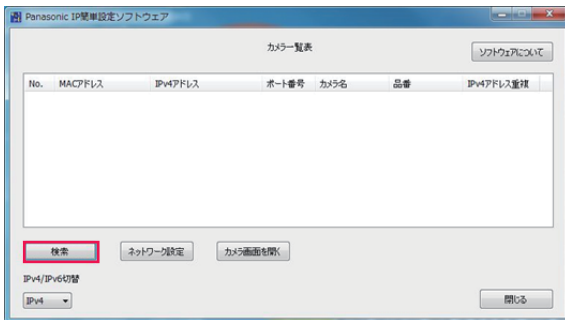 Panasonic IP簡単設定ソフトウェア
カメラ一覧表
ソフトウェアについて
No. MACアドレス IPv4アドレス ポート番号 カメラ名 品番 IPv4アドレス重複
検索 ネットワーク設定 カメラ画面を開く
IPv4/IPv6切替
IPv4
閉じる